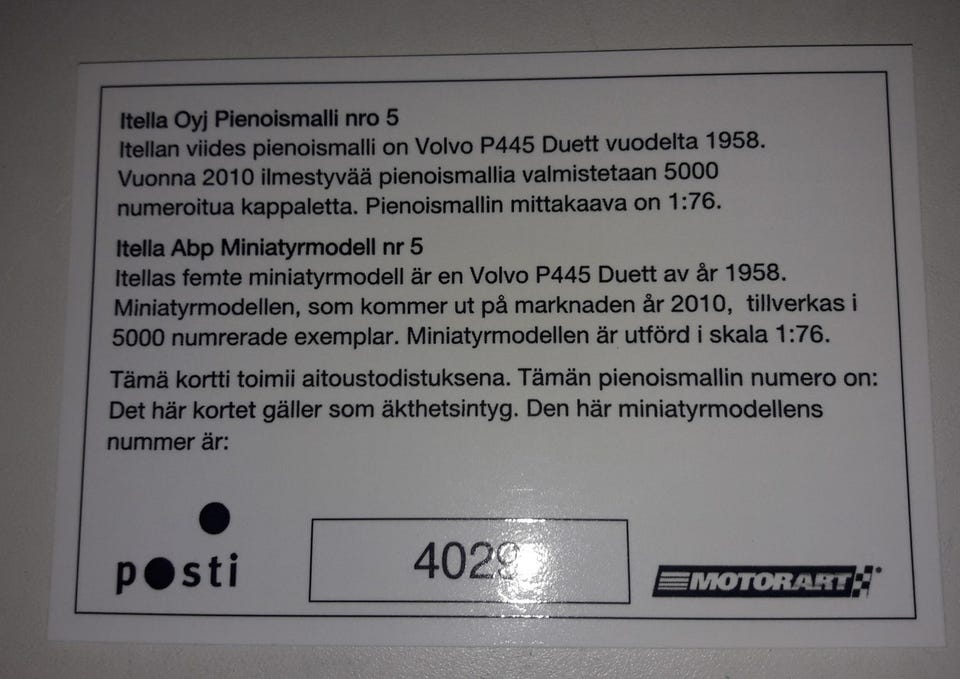 Itella Oyj Pienoismalli nro 5
Itellan viides pienoismalli on Volvo P445 Duett vuodelta 1958.
Vuonna 2010 ilmestyvää pienoismallia valmistetaan 5000
numeroitua kappaletta. Pienoismallin mittakaava on 1:76.
Itella Abp Miniatyrmodell nr 5
Itellas femte miniatyrmodell är en Volvo P445 Duett av år 1958.
Miniatyrmodellen, som kommer ut på marknaden år 2010, tillverkas i
5000 numrerade exemplar. Miniatyrmodellen är utförd i skala 1:76.
Tämä kortti toimii aitoustodistuksena. Tämän pienoismallin numero on:
Det här kortet gäller som äkthetsintyg. Den här miniatyrmodellens
nummer är:
posti
MOTORART